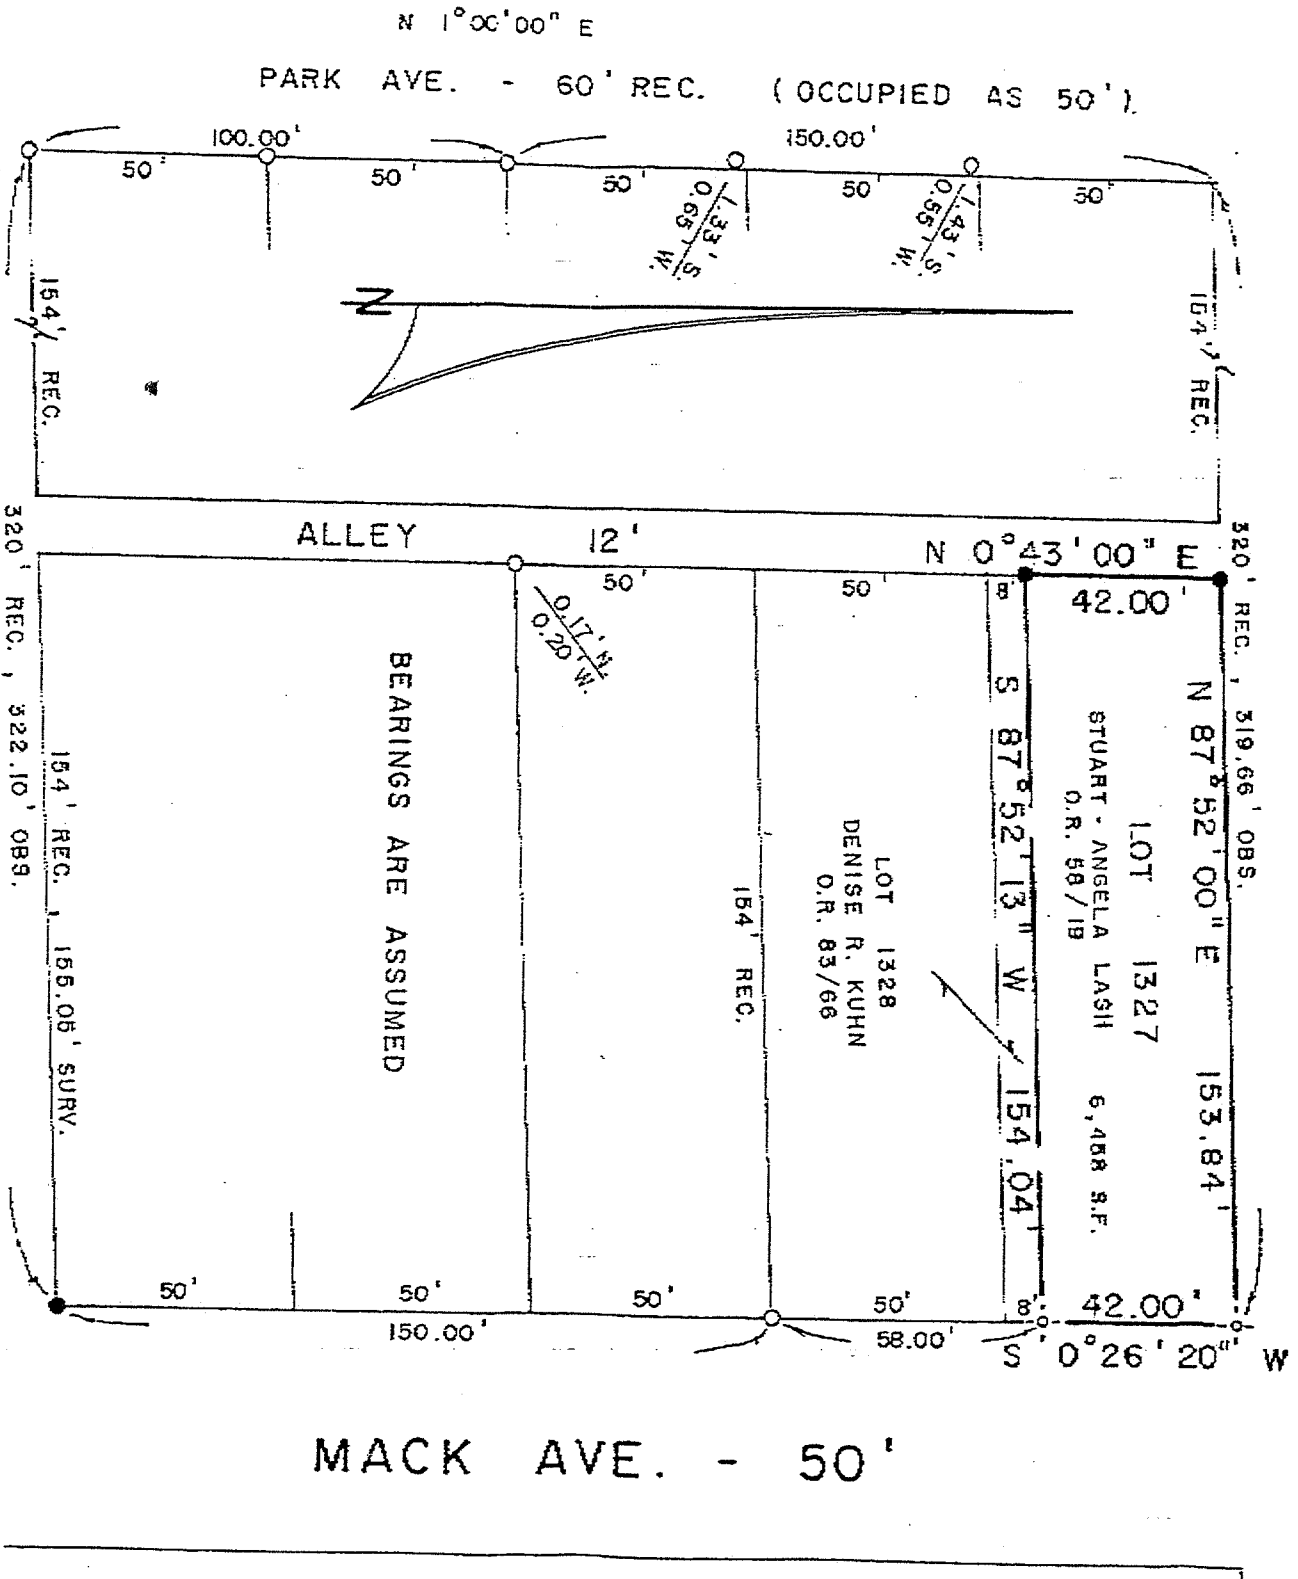 N 1°00'00" E
PARK AVE. - 60' REC. (OCCUPIED AS 50').
100.00'
150.00'
50'
50'
50'
50'
50'
1.33' S.
0.65' W.
1.43' S.
0.55' W.
N
154' REC.
164' REC.
ALLEY 12'
N 0°43'00" E
50'
50'
8'
42.00'
0.17' N.
0.20' W.
320' REC., 322.10' OBS.
320' REC., 319.66' OBS.
154' REC., 155.05' SURV.
BEARINGS ARE ASSUMED
154' REC.
LOT 1328
DENISE R. KUHN
O.R. 83/66
S 87°52'13" W - 154.04'
LOT 1327
STUART - ANGELA LASH
O.R. 58/19
S.F.
N 87°52'00" E 153.84'
50'
50'
50'
50'
8'
42.00'
150.00'
58.00'
S 0°26'20" W
MACK AVE. - 50'